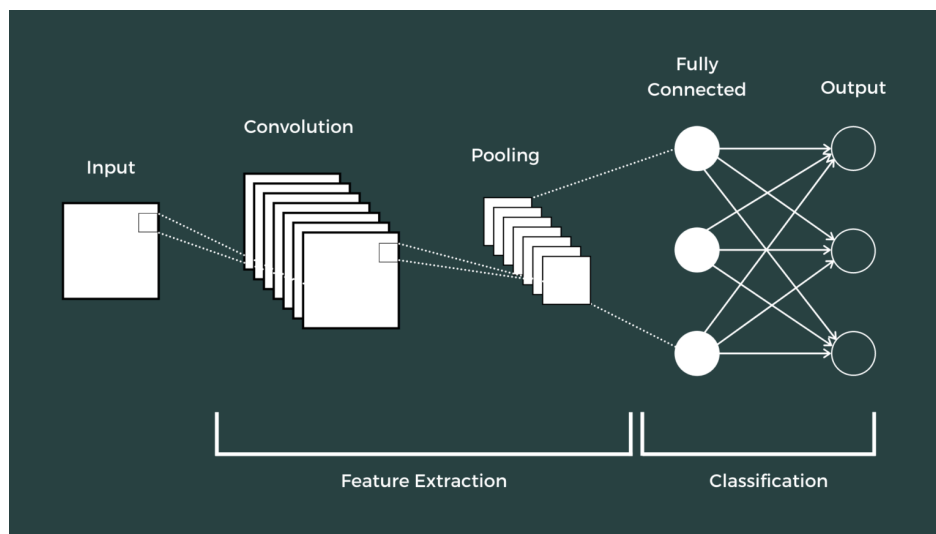 Input
Convolution
Pooling
Fully
Connected
Output
Feature Extraction
Classification